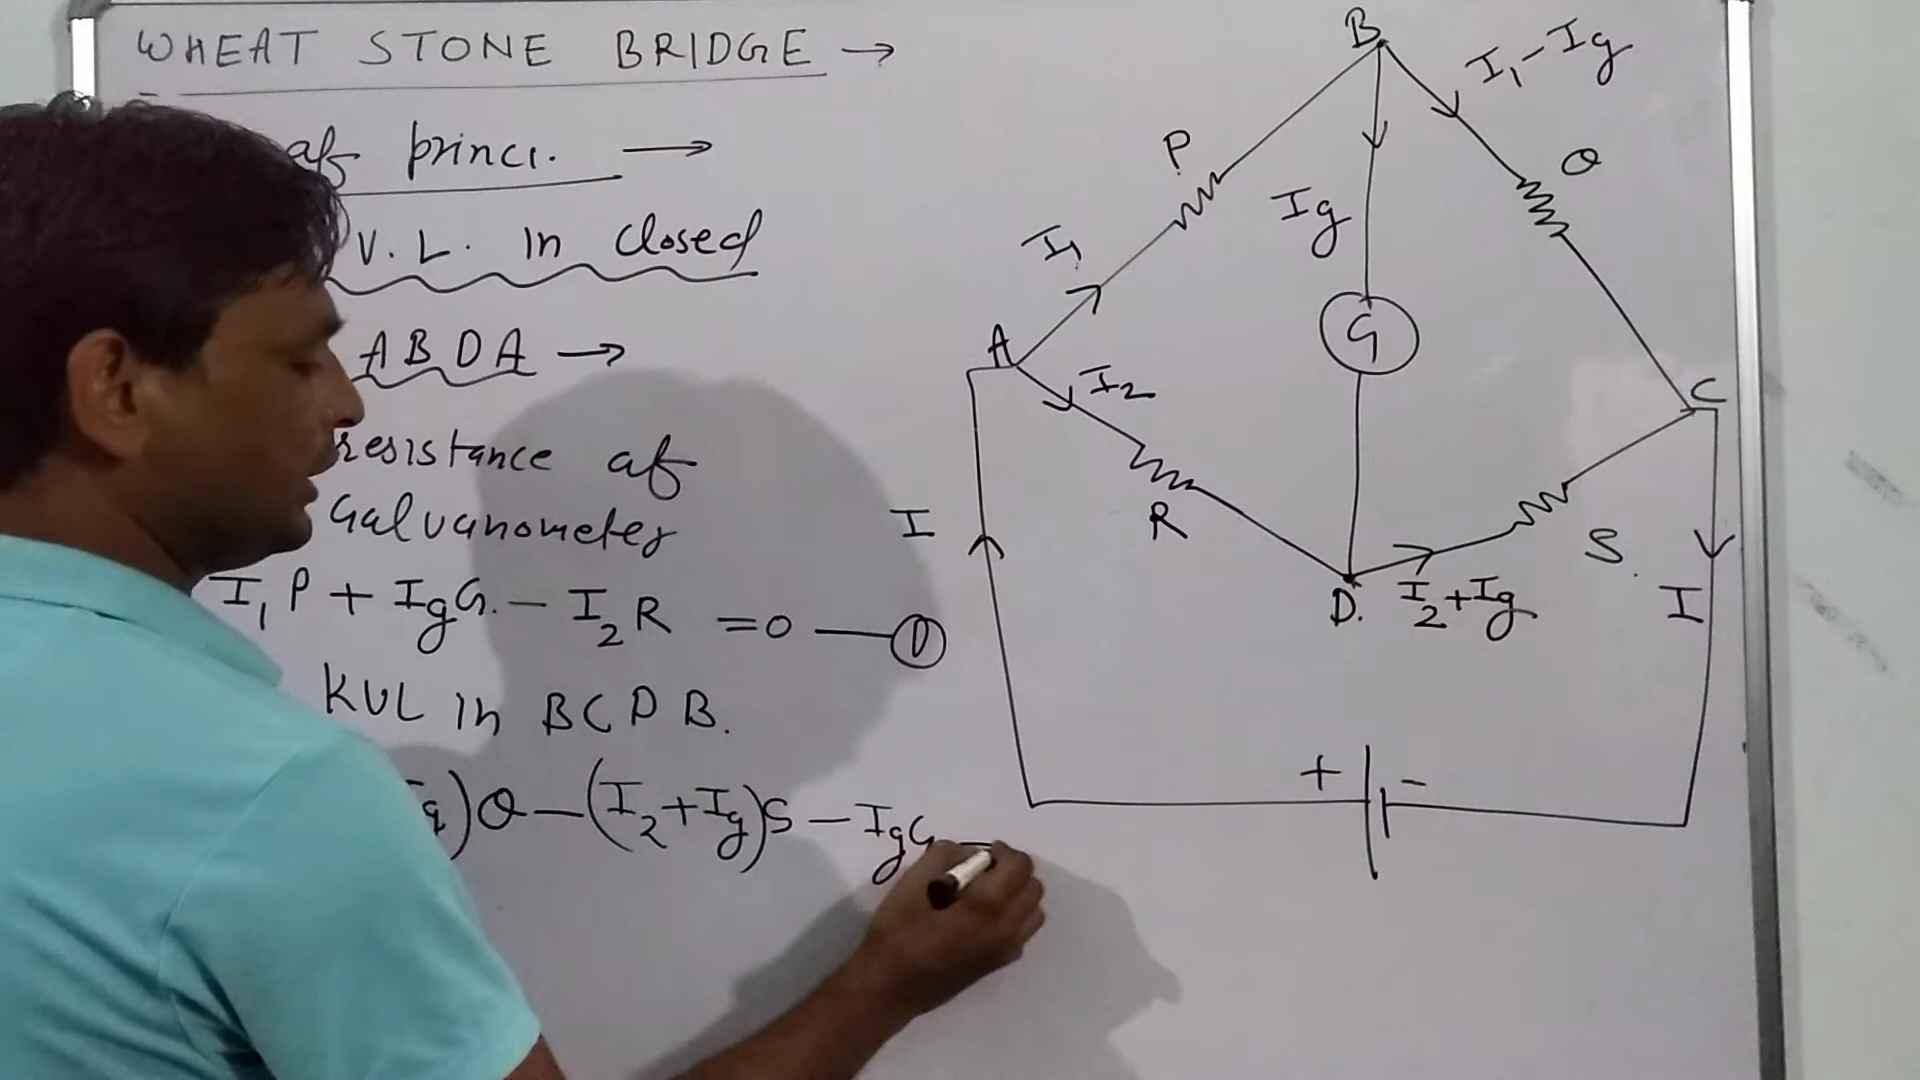 WHEAT STONE BRIDGE →
of princi. →
V. L. in closed
ABDA →
resistance of
Galvanometer
I₁P + IgG. - I₂R = 0 — ①
KVL in BCDB.
g)Q - (I₂+Ig)S - IgG =
B
I₁-Ig
P
Q
Ig
I₁
G
A
I₂
C
R
I
S.
D.
I₂+Ig
I
+ -